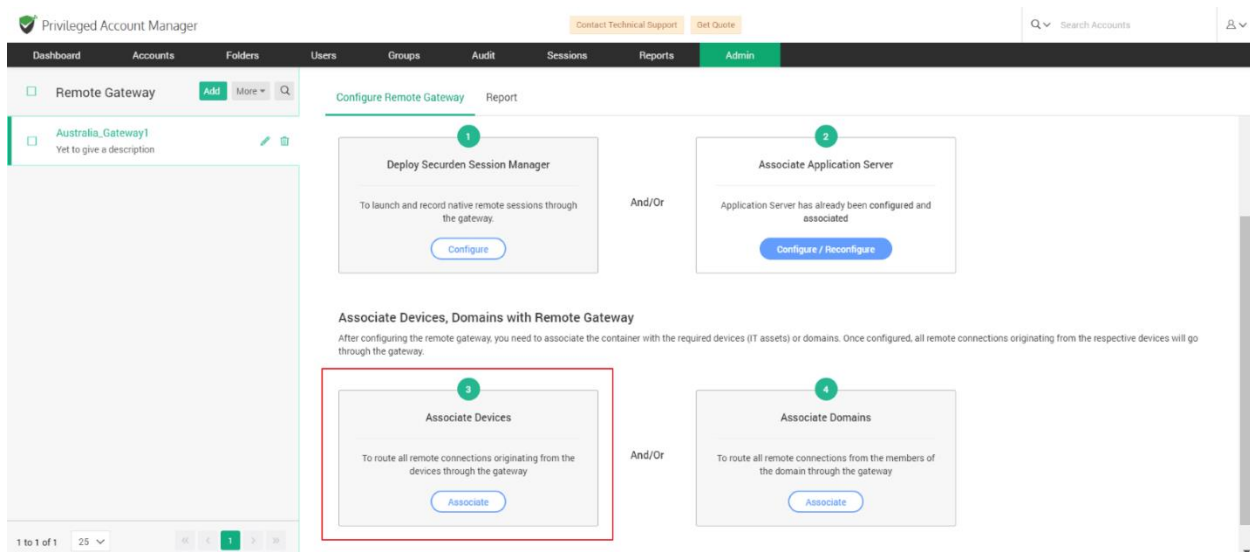 Privileged Account Manager
Contact Technical Support
Get Quote
Search Accounts
Dashboard
Accounts
Folders
Users
Groups
Audit
Sessions
Reports
Admin
Remote Gateway
Add
More
Australia_Gateway1
Yet to give a description
Configure Remote Gateway
Report
1
Deploy Securden Session Manager
To launch and record native remote sessions through
the gateway.
Configure
And/Or
2
Associate Application Server
Application Server has already been configured and
associated
Configure / Reconfigure
Associate Devices, Domains with Remote Gateway
After configuring the remote gateway, you need to associate the container with the required devices (IT assets) or domains. Once configured, all remote connections originating from the respective devices will go
through the gateway.
3
Associate Devices
To route all remote connections originating from the
devices through the gateway
Associate
And/Or
4
Associate Domains
To route all remote connections from the members of
the domain through the gateway
Associate
1 to 1 of 1
25
1